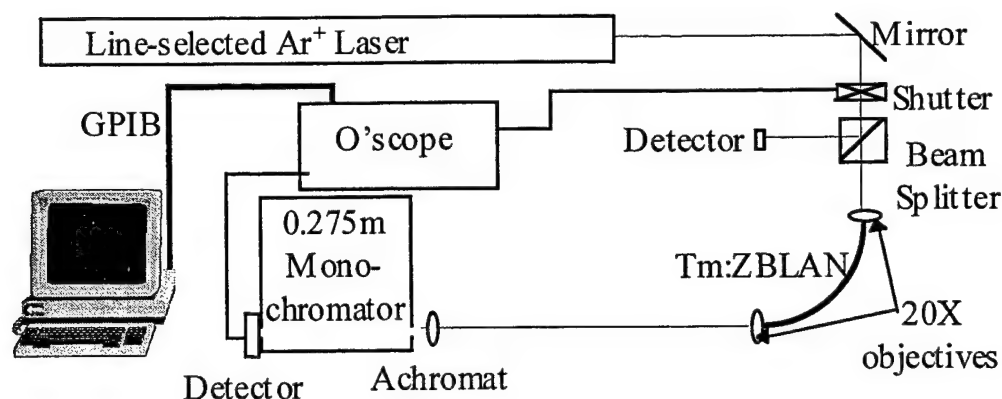 Line-selected Ar⁺ Laser
Mirror
Shutter
GPIB
O'scope
Detector
Beam
Splitter
0.275m
Mono-
chromator
Tm:ZBLAN
20X
objectives
Detector
Achromat